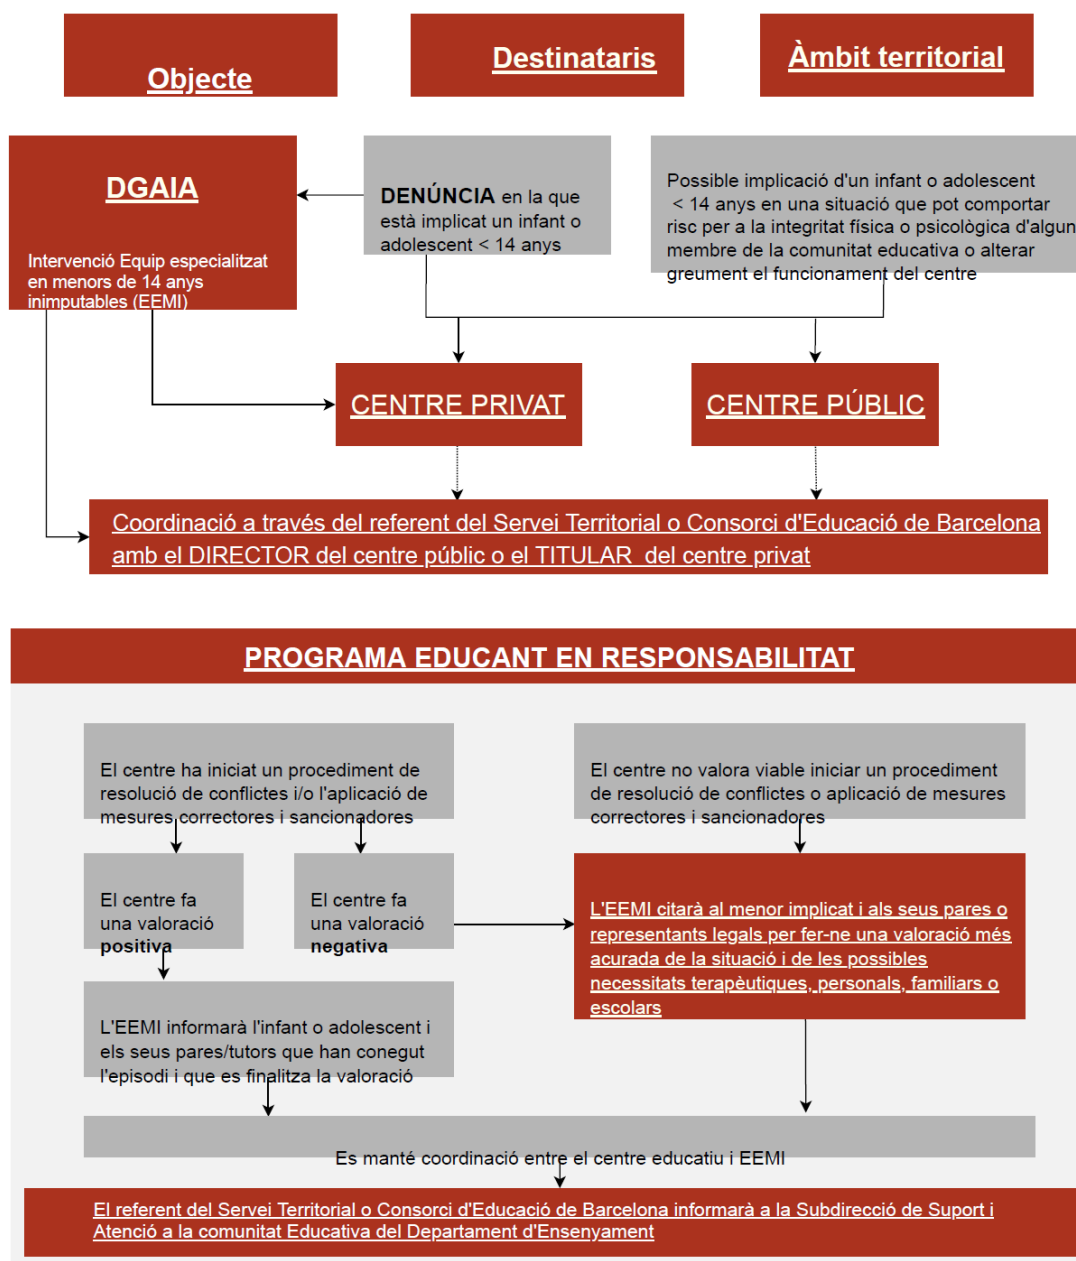 Objecte
Destinataris
Àmbit territorial
DGAIA
Intervenció Equip especialitzat
en menors de 14 anys
inimputables (EEMI)
DENÚNCIA en la que
està implicat un infant o
adolescent < 14 anys
Possible implicació d'un infant o adolescent
< 14 anys en una situació que pot comportar
risc per a la integritat física o psicològica d'algun
membre de la comunitat educativa o alterar
greument el funcionament del centre
CENTRE PRIVAT
CENTRE PÚBLIC
Coordinació a través del referent del Servei Territorial o Consorci d'Educació de Barcelona
amb el DIRECTOR del centre públic o el TITULAR del centre privat
PROGRAMA EDUCANT EN RESPONSABILITAT
El centre ha iniciat un procediment de
resolució de conflictes i/o l'aplicació de
mesures correctores i sancionadores
El centre no valora viable iniciar un procediment
de resolució de conflictes o aplicació de mesures
correctores i sancionadores
El centre fa
una valoració
positiva
El centre fa
una valoració
negativa
L'EEMI citarà al menor implicat i als seus pares o
representants legals per fer-ne una valoració més
acurada de la situació i de les possibles
necessitats terapèutiques, personals, familiars o
escolars
L'EEMI informarà l'infant o adolescent i
els seus pares/tutors que han conegut
l'episodi i que es finalitza la valoració
Es manté coordinació entre el centre educatiu i EEMI
El referent del Servei Territorial o Consorci d'Educació de Barcelona informarà a la Subdirecció de Suport i
Atenció a la comunitat Educativa del Departament d'Ensenyament